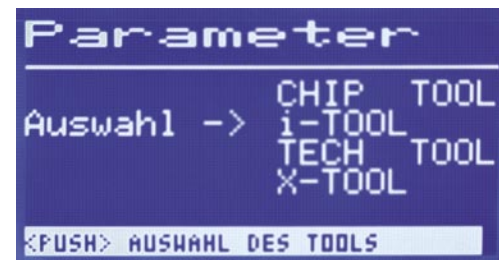 Parameter
CHIP TOOL
Auswahl -> i-TOOL
TECH TOOL
X-TOOL
<PUSH> AUSWAHL DES TOOLS